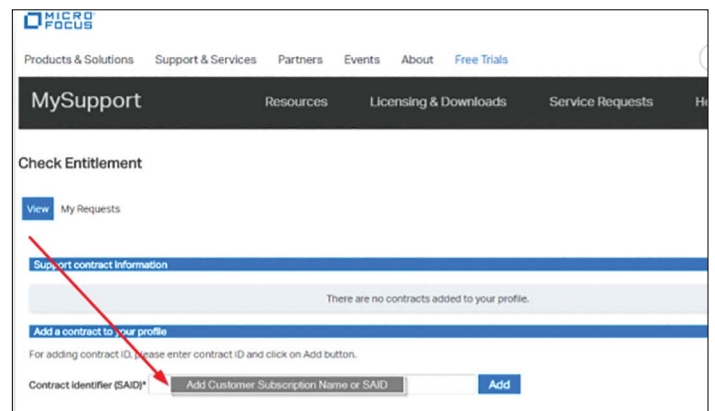 MICRO
FOCUS
Products & Solutions Support & Services Partners Events About Free Trials
MySupport Resources Licensing & Downloads Service Requests
Check Entitlement
View My Requests
Support contract information
There are no contracts added to your profile.
Add a contract to your profile
For adding contract ID, please enter contract ID and click on Add button.
Contract identifier (SAID)* Add Customer Subscription Name or SAID Add